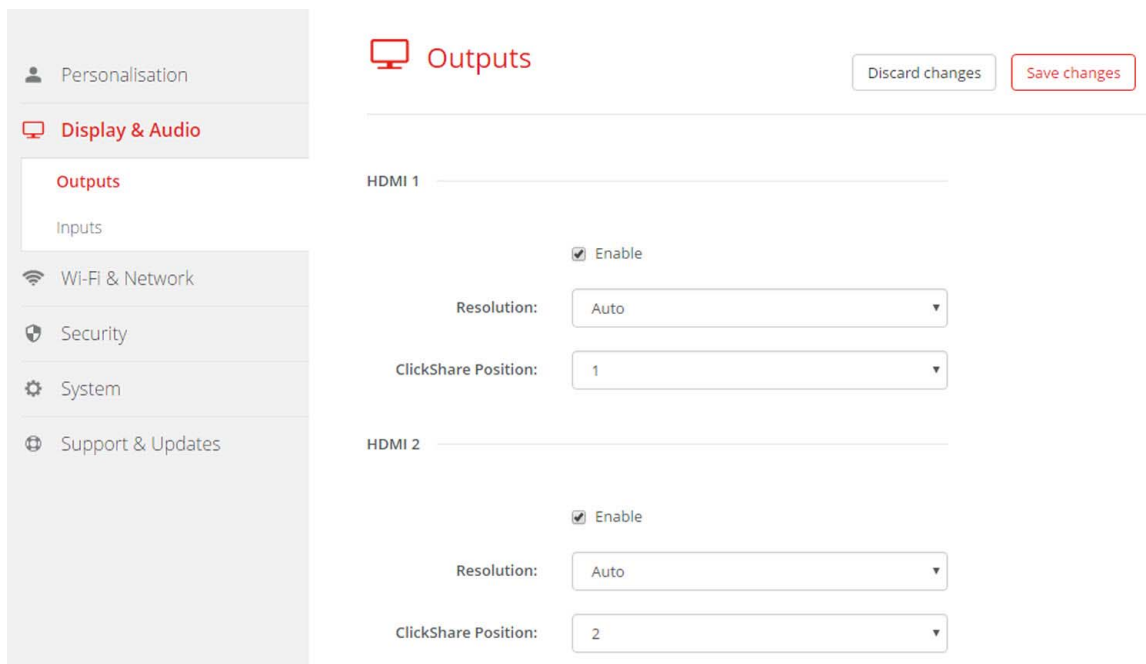 Personalisation
Display & Audio
Outputs
Inputs
Wi-Fi & Network
Security
System
Support & Updates
Outputs
Discard changes
Save changes
HDMI 1
Enable
Resolution:
Auto
ClickShare Position:
1
HDMI 2
Enable
Resolution:
Auto
ClickShare Position:
2